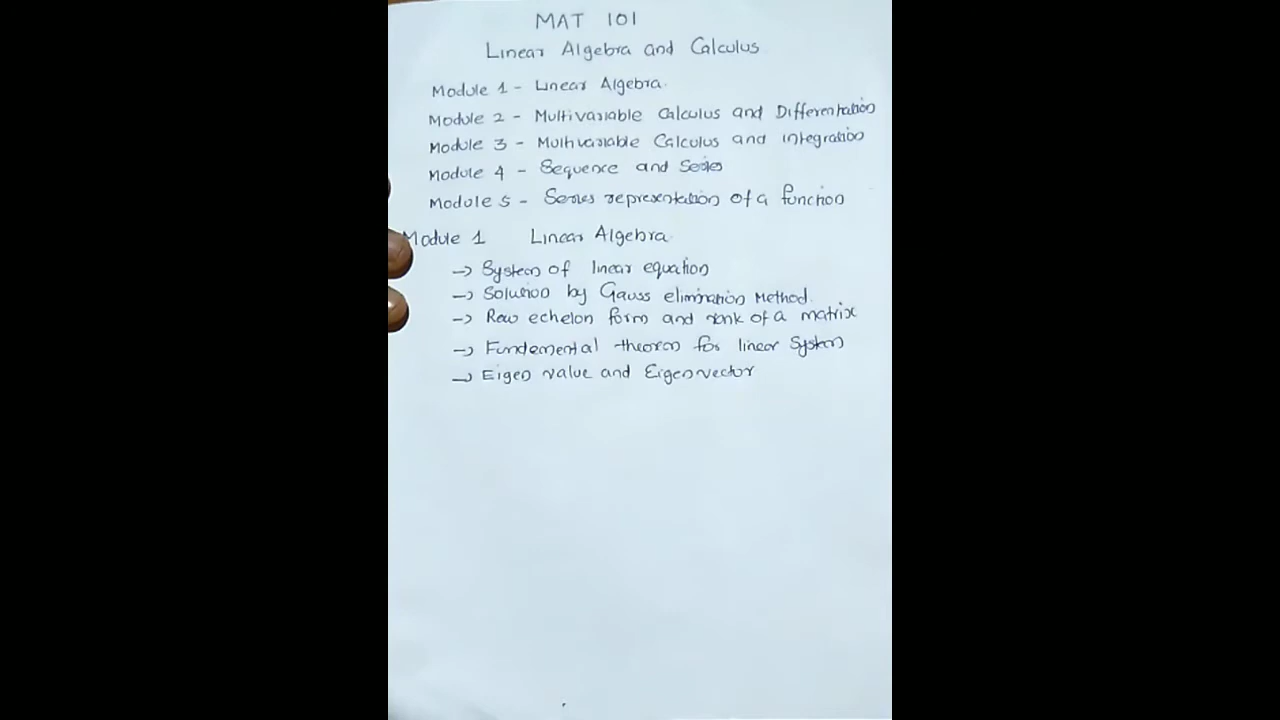 MAT 101
Linear Algebra and Calculus
Module 1 - Linear Algebra.
Module 2 - Multivariable Calculus and Differentiation
Module 3 - Multivariable Calculus and integration
Module 4 - Sequence and Series
Module 5 - Series representation of a function
Module 1 Linear Algebra.
→ System of linear equation
→ Solution by Gauss elimination Method.
→ Row echelon form and rank of a matrix
→ Fundemental theorem for linear System
→ Eigen value and Eigen vector